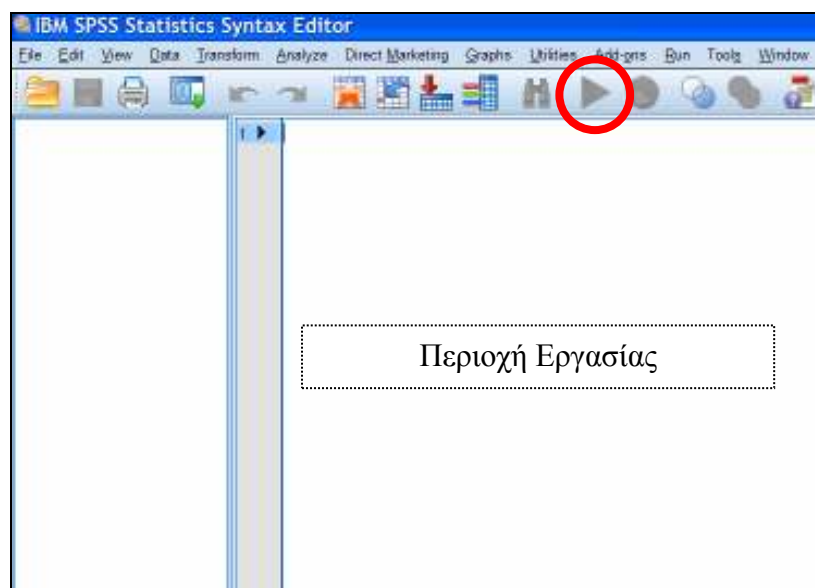 IBM SPSS Statistics Syntax Editor
File Edit View Data Transform Analyze Direct Marketing Graphs Utilities Add-ons Run Tools Window
1
Περιοχή Εργασίας